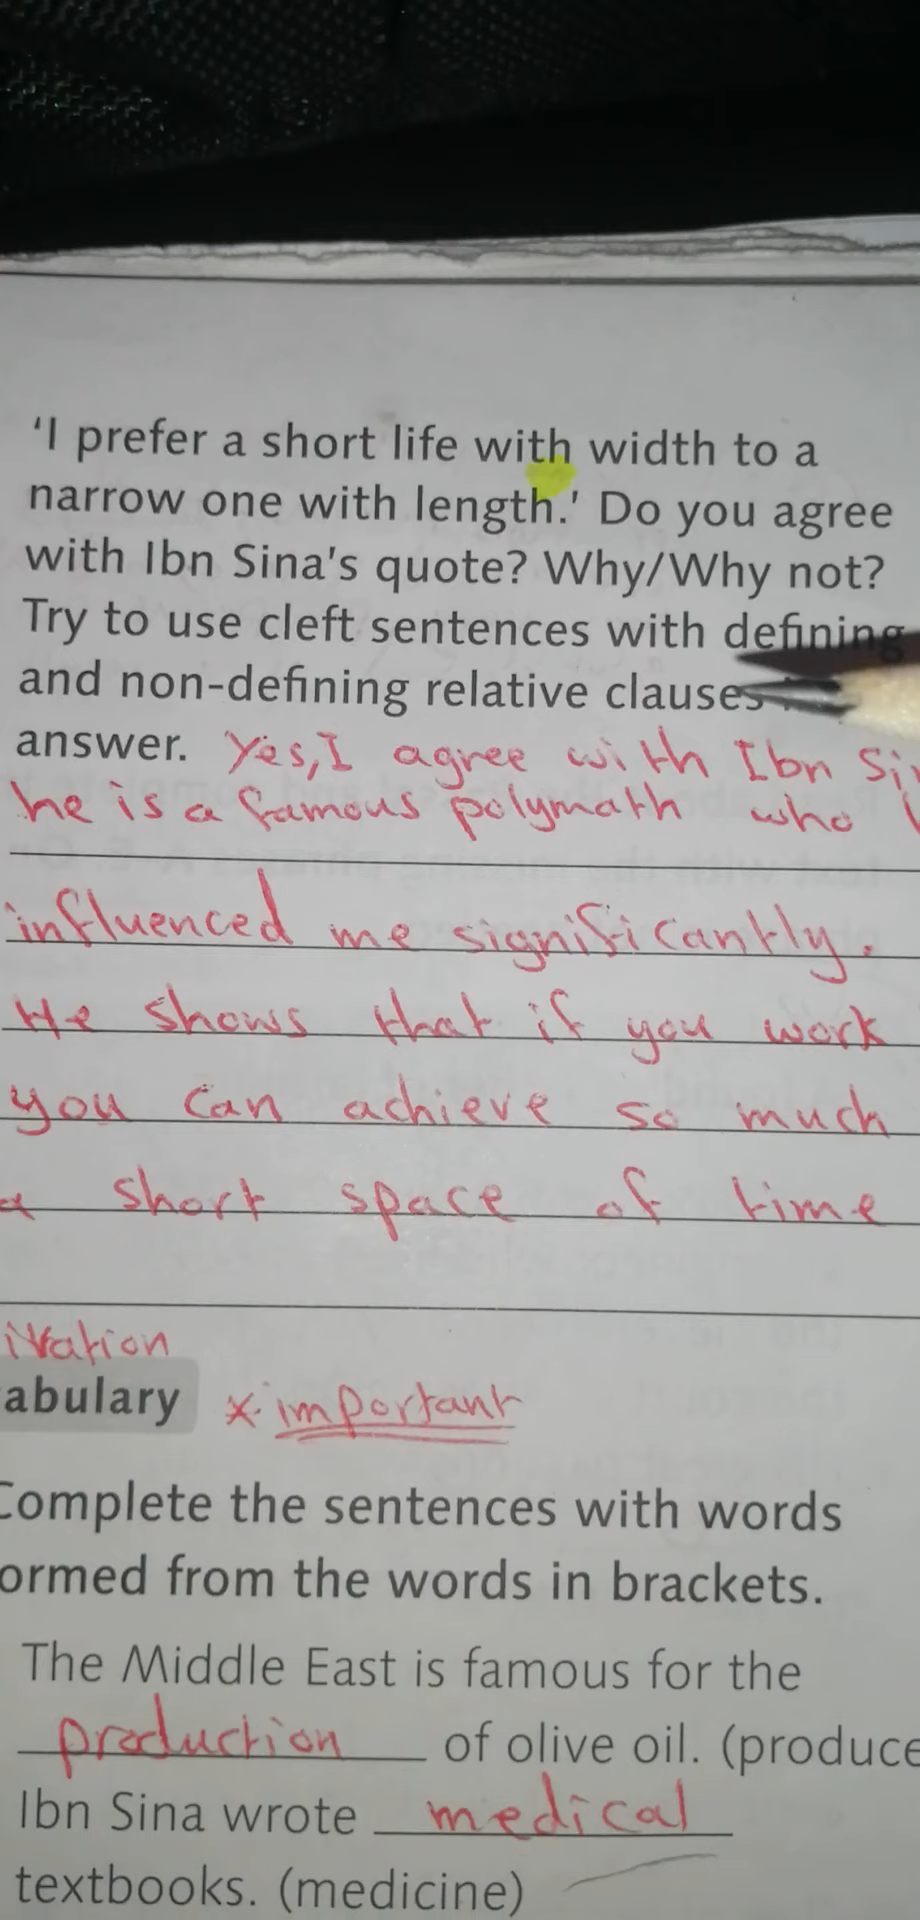 'I prefer a short life with width to a
narrow one with length.' Do you agree
with Ibn Sina's quote? Why/Why not?
Try to use cleft sentences with defining
and non-defining relative clauses
answer. Yes, I agree with Ibn
he is a famous polymath who
influenced me significantly.
He shows that if you work
you can achieve so much
a short space of time
ivation
abulary × important
Complete the sentences with words
ormed from the words in brackets.
The Middle East is famous for the
production of olive oil. (produce
Ibn Sina wrote medical
textbooks. (medicine)